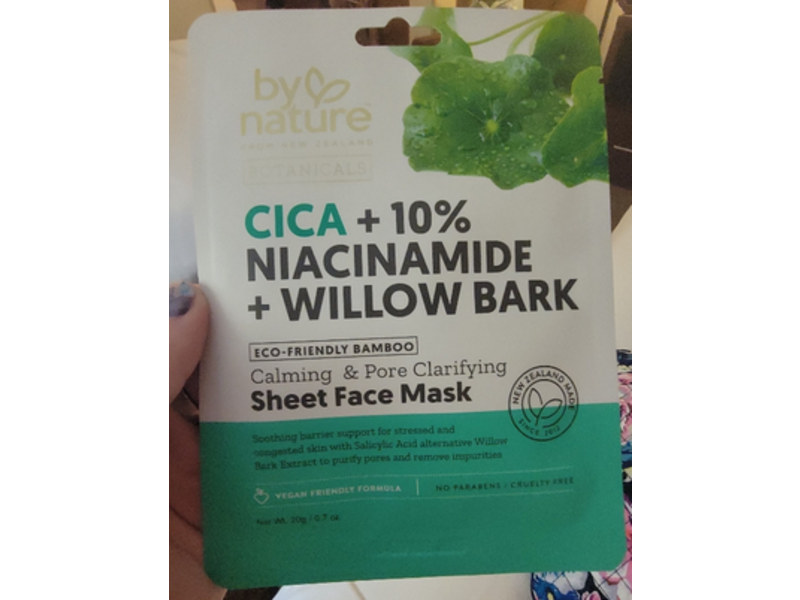 by
nature
FROM NEW ZEALAND
BOTANICALS
CICA + 10%
NIACINAMIDE
+ WILLOW BARK
ECO-FRIENDLY BAMBOO
Calming & Pore Clarifying
Sheet Face Mask
NEW ZEALAND MADE
SINCE 2012
Soothing barrier support for stressed and
congested skin with Salicylic Acid alternative Willow
Bark Extract to purify pores and remove impurities
VEGAN FRIENDLY FORMULA
NO PARABENS / CRUELTY FREE
Net Wt. 20g / 0.7 oz.